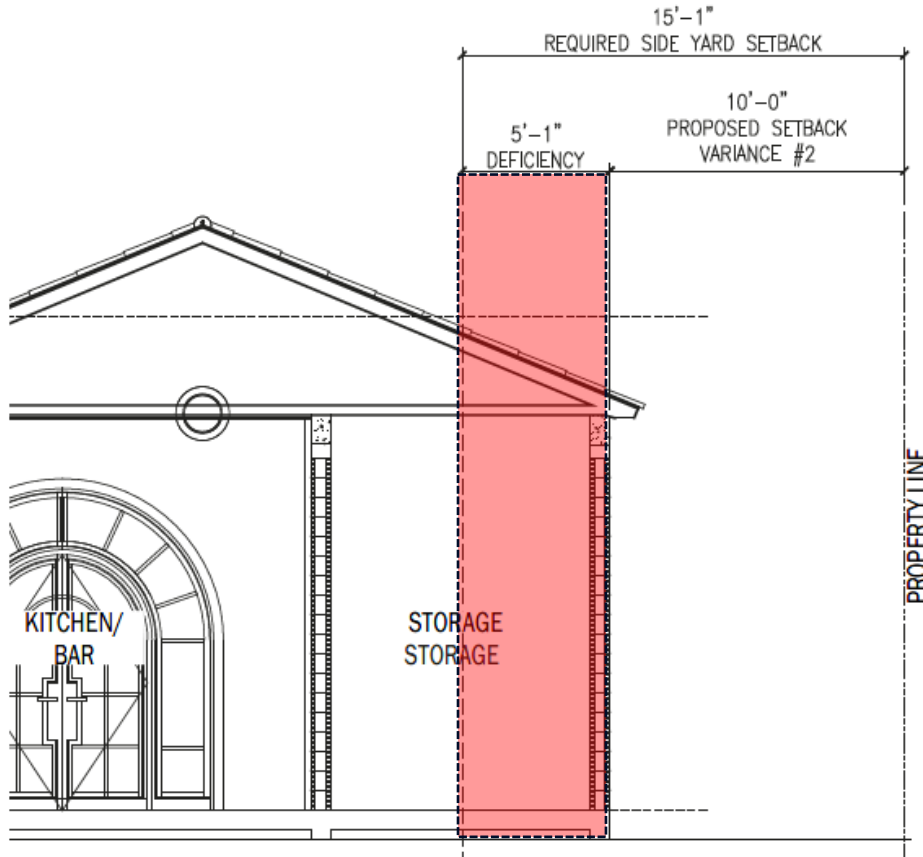 15'-1"
REQUIRED SIDE YARD SETBACK
10'-0"
PROPOSED SETBACK
VARIANCE #2
5'-1"
DEFICIENCY
PROPERTY LINE
KITCHEN/
BAR
STORAGE
STORAGE